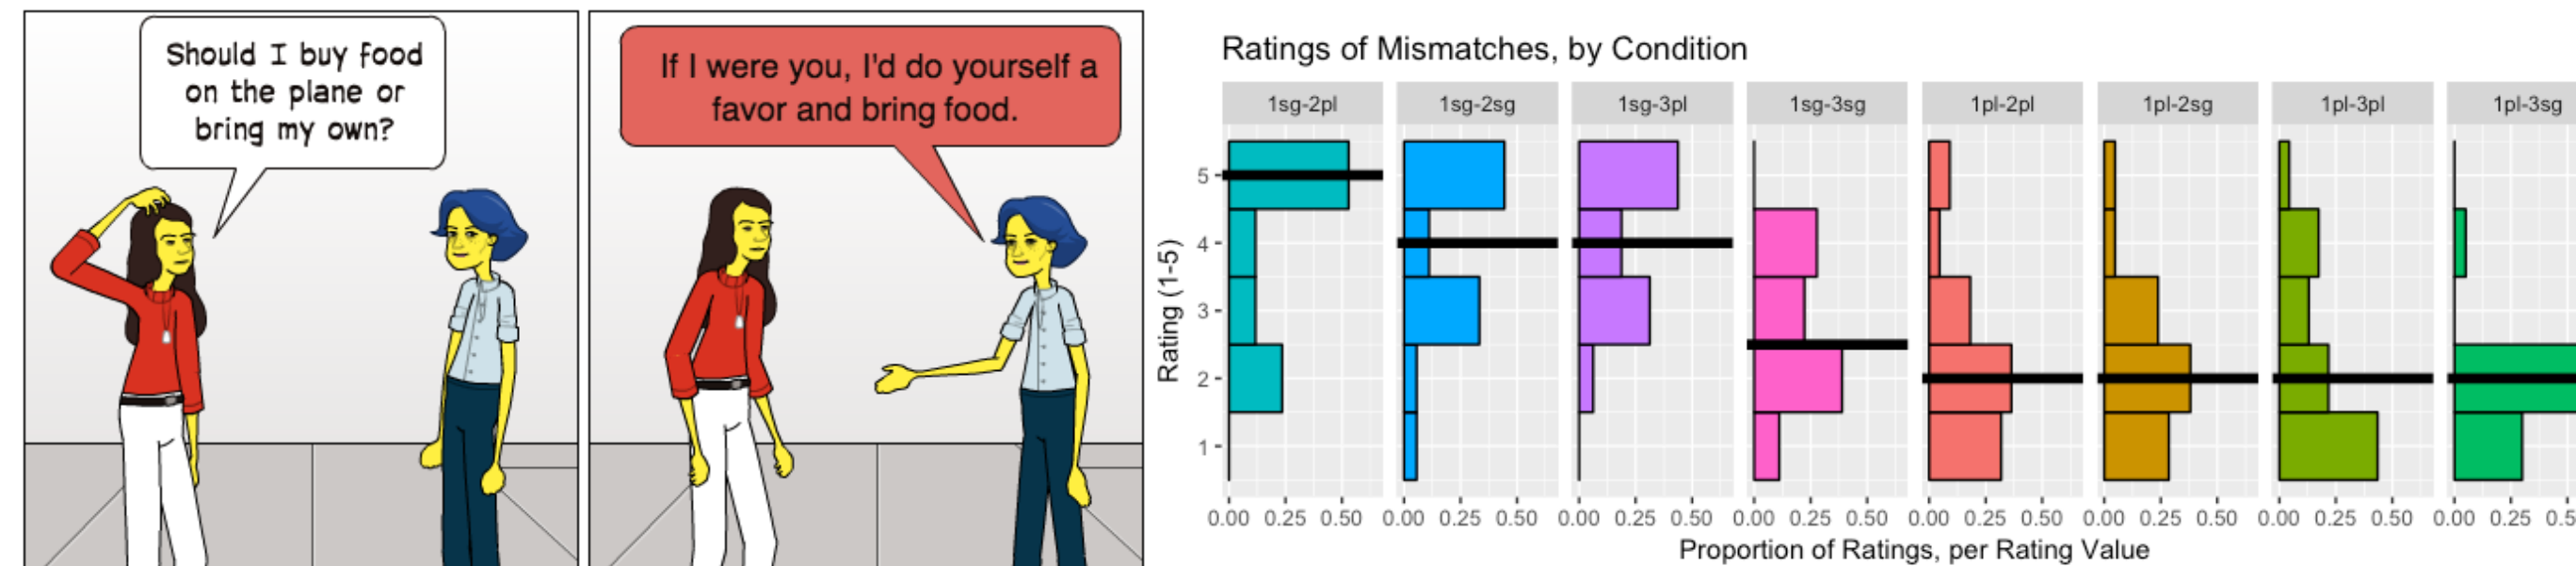 Should I buy food
on the plane or
bring my own?
If I were you, I'd do yourself a
favor and bring food.
Ratings of Mismatches, by Condition
1sg-2pl 1sg-2sg 1sg-3pl 1sg-3sg 1pl-2pl 1pl-2sg 1pl-3pl 1pl-3sg
Rating (1-5)
5
4
3
2
1
0.00 0.25 0.50 0.00 0.25 0.50 0.00 0.25 0.50 0.00 0.25 0.50 0.00 0.25 0.50 0.00 0.25 0.50 0.00 0.25 0.50 0.00 0.25 0.5
Proportion of Ratings, per Rating Value